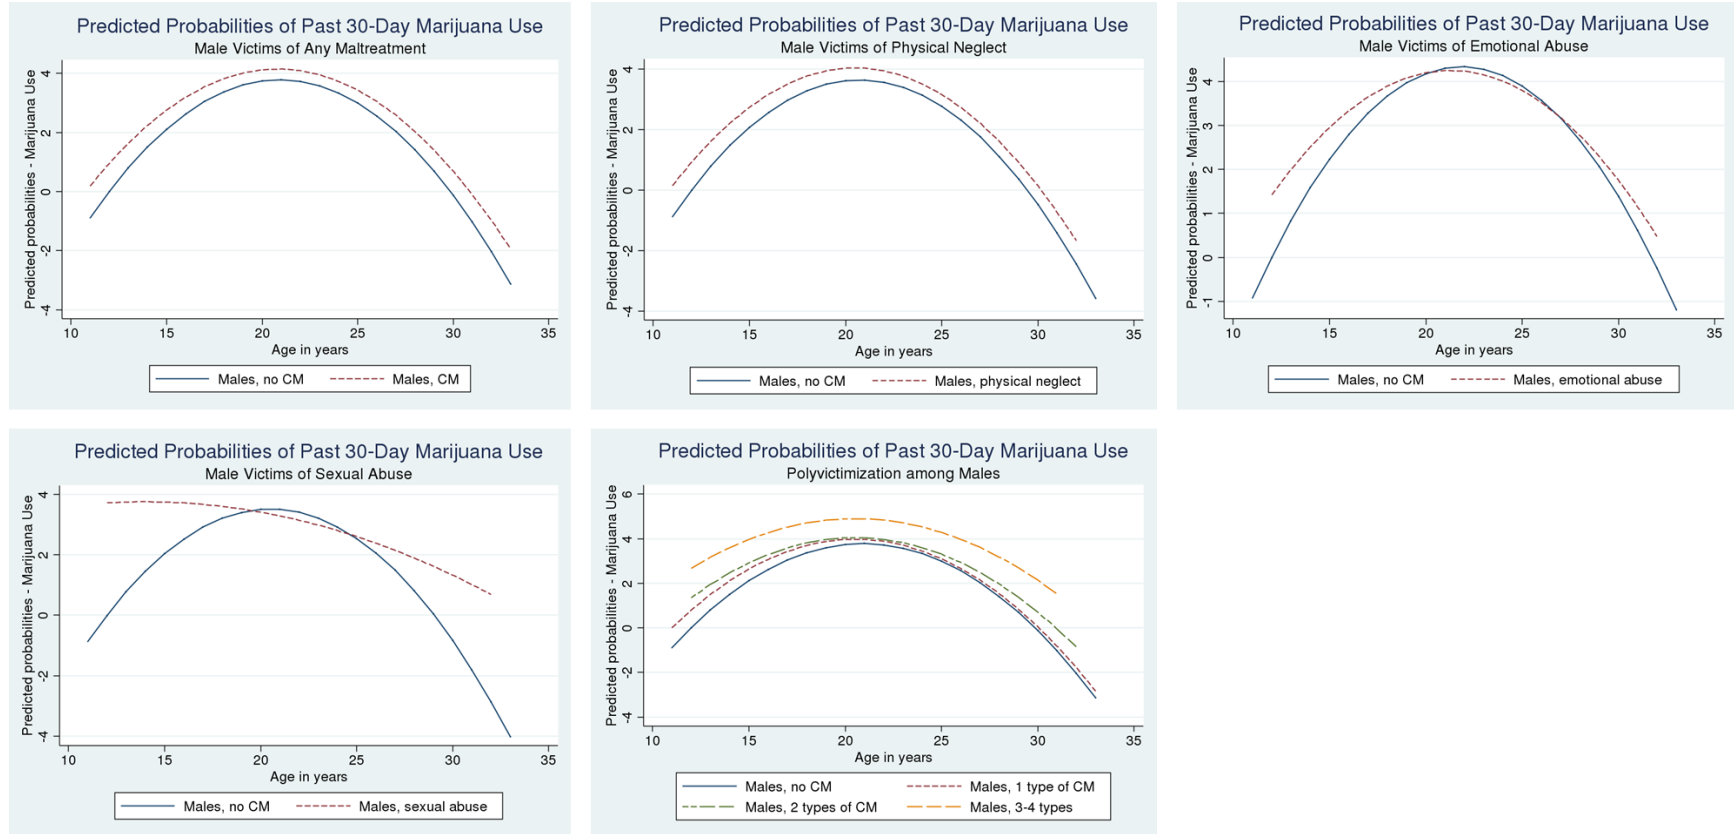 Predicted Probabilities of Past 30-Day Marijuana Use
Male Victims of Any Maltreatment
Predicted probabilities - Marijuana Use
4
2
0
-2
-4
10 15 20 25 30 35
Age in years
Males, no CM Males, CM
Predicted Probabilities of Past 30-Day Marijuana Use
Male Victims of Physical Neglect
Predicted probabilities - Marijuana Use
4
2
0
-2
-4
10 15 20 25 30 35
Age in years
Males, no CM Males, physical neglect
Predicted Probabilities of Past 30-Day Marijuana Use
Male Victims of Emotional Abuse
Predicted probabilities - Marijuana Use
4
3
2
1
0
-1
10 15 20 25 30 35
Age in years
Males, no CM Males, emotional abuse
Predicted Probabilities of Past 30-Day Marijuana Use
Male Victims of Sexual Abuse
Predicted probabilities - Marijuana Use
4
2
0
-2
-4
10 15 20 25 30 35
Age in years
Males, no CM Males, sexual abuse
Predicted Probabilities of Past 30-Day Marijuana Use
Polyvictimization among Males
Predicted probabilities - Marijuana Use
6
4
2
0
-2
-4
10 15 20 25 30 35
Age in years
Males, no CM Males, 1 type of CM
Males, 2 types of CM Males, 3-4 types